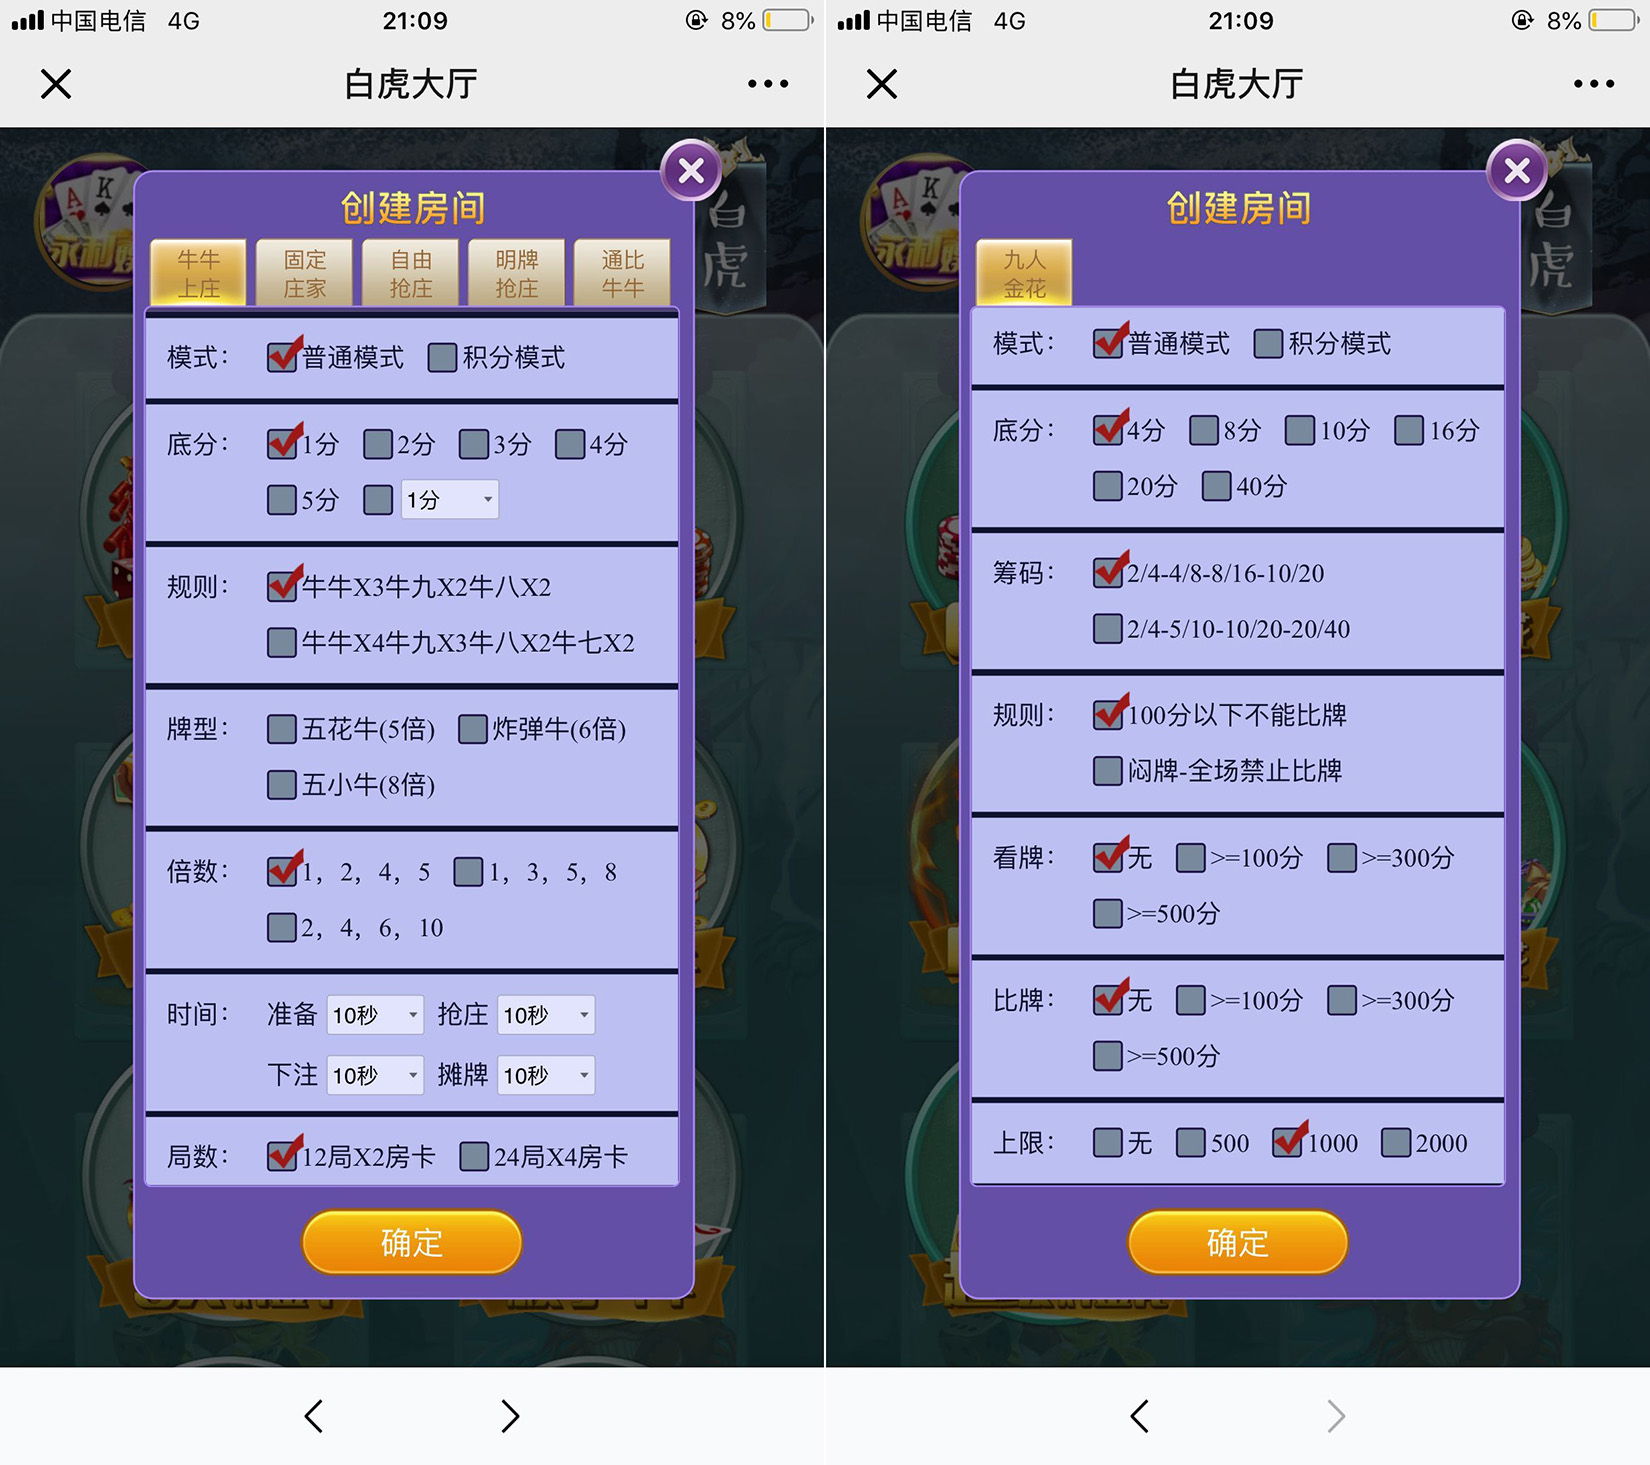 中国电信 4G 21:09 8%
白虎大厅
A K
白虎
创建房间
牛牛上庄 固定庄家 自由抢庄 明牌抢庄 通比牛牛
模式： 普通模式 积分模式
底分： 1分 2分 3分 4分
5分 1分
规则： 牛牛X3牛九X2牛八X2
牛牛X4牛九X3牛八X2牛七X2
牌型： 五花牛(5倍) 炸弹牛(6倍)
五小牛(8倍)
倍数： 1，2，4，5 1，3，5，8
2，4，6，10
时间： 准备 10秒 抢庄 10秒
下注 10秒 摊牌 10秒
局数： 12局X2房卡 24局X4房卡
确定
中国电信 4G 21:09 8%
白虎大厅
A K
白虎
创建房间
九人金花
模式： 普通模式 积分模式
底分： 4分 8分 10分 16分
20分 40分
筹码： 2/4-4/8-8/16-10/20
2/4-5/10-10/20-20/40
规则： 100分以下不能比牌
闷牌-全场禁止比牌
看牌： 无 >=100分 >=300分
>=500分
比牌： 无 >=100分 >=300分
>=500分
上限： 无 500 1000 2000
确定